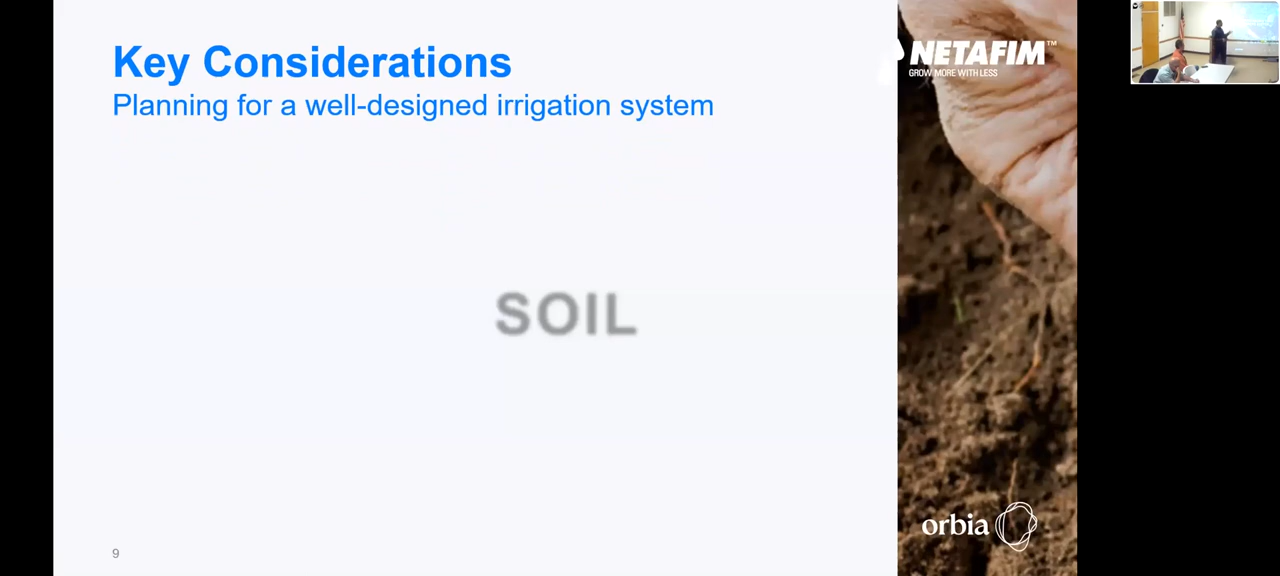 Key Considerations
Planning for a well-designed irrigation system
NETAFIM™
GROW MORE WITH LESS
SOIL
orbia
9